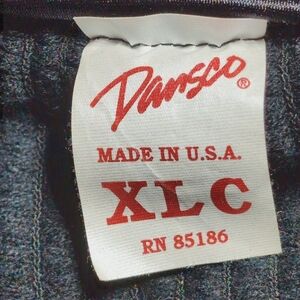 Dansco®
MADE IN U.S.A.
XLC
RN 85186